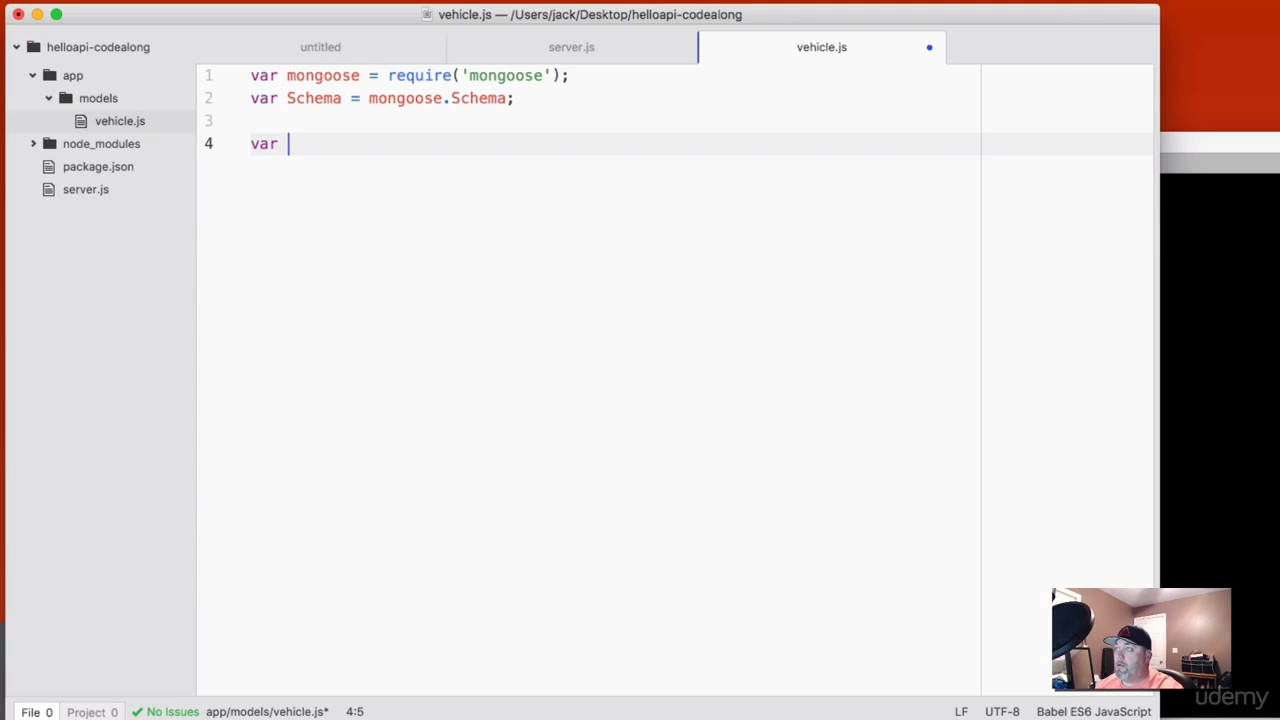 vehicle.js — /Users/jack/Desktop/helloapi-codealong
helloapi-codealong
app
models
vehicle.js
node_modules
package.json
server.js
untitled
server.js
vehicle.js
1 var mongoose = require('mongoose');
2 var Schema = mongoose.Schema;
3
4 var
File 0
Project 0
No Issues
app/models/vehicle.js*
4:5
LF
UTF-8
Babel ES6 JavaScript
udemy